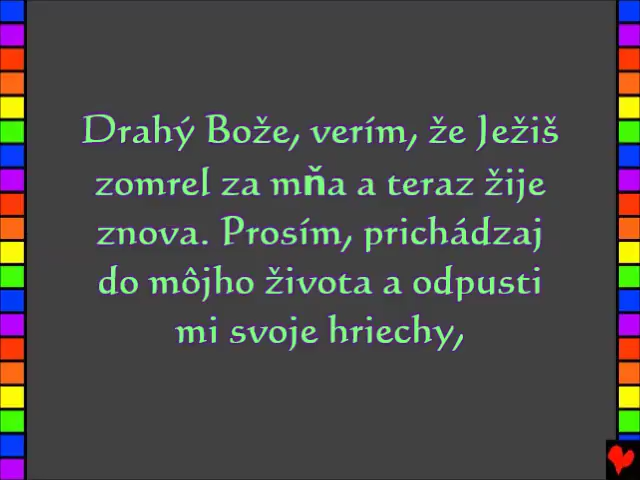 Drahý Bože, verím, že Ježiš
zomrel za mňa a teraz žije
znova. Prosím, prichádzaj
do môjho života a odpusti
mi svoje hriechy,